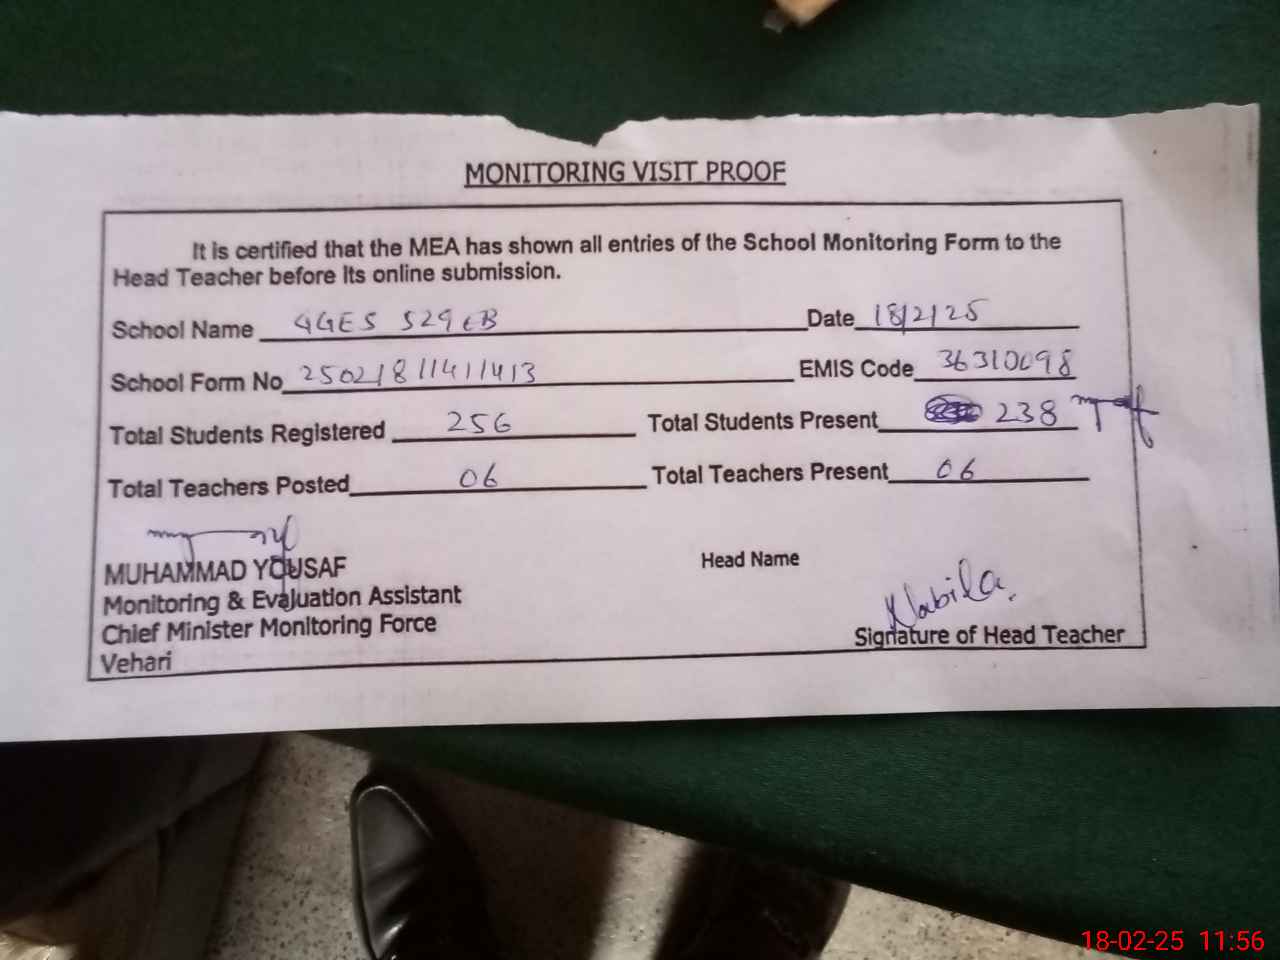 MONITORING VISIT PROOF
It is certified that the MEA has shown all entries of the School Monitoring Form to the
Head Teacher before its online submission.
School Name GGES 529 EB Date 18/2/25
School Form No 25021811411413 EMIS Code 36310098
Total Students Registered 256 Total Students Present 238
Total Teachers Posted 06 Total Teachers Present 06
MUHAMMAD YOUSAF Head Name
Monitoring & Evaluation Assistant Nabila
Chief Minister Monitoring Force Signature of Head Teacher
Vehari
18-02-25 11:56